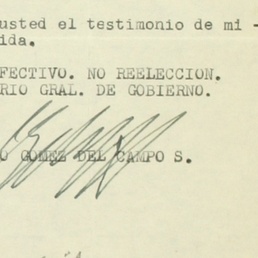 usted el testimonio de mi -
ida.
FECTIVO. NO REELECCION.
RIO GRAL. DE GOBIERNO.
O GOMEZ DEL CAMPO S.